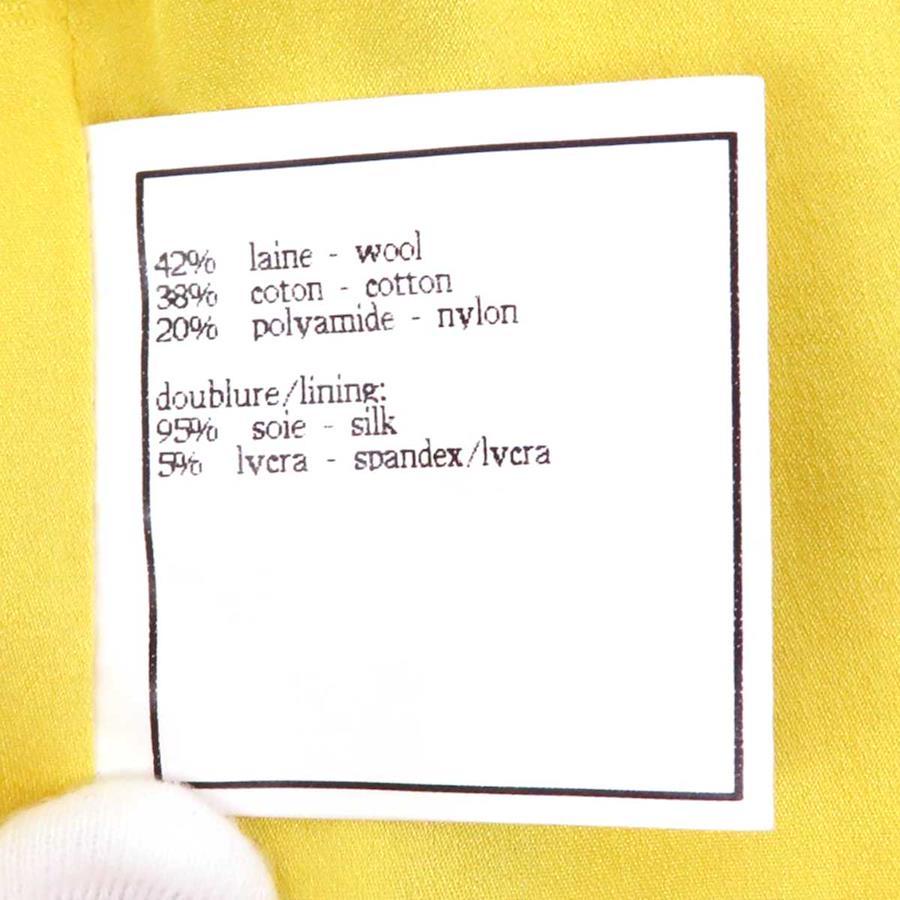 42% laine - wool
38% coton - cotton
20% polyamide - nylon
doublure/lining:
95% soie - silk
5% lycra - spandex/lycra